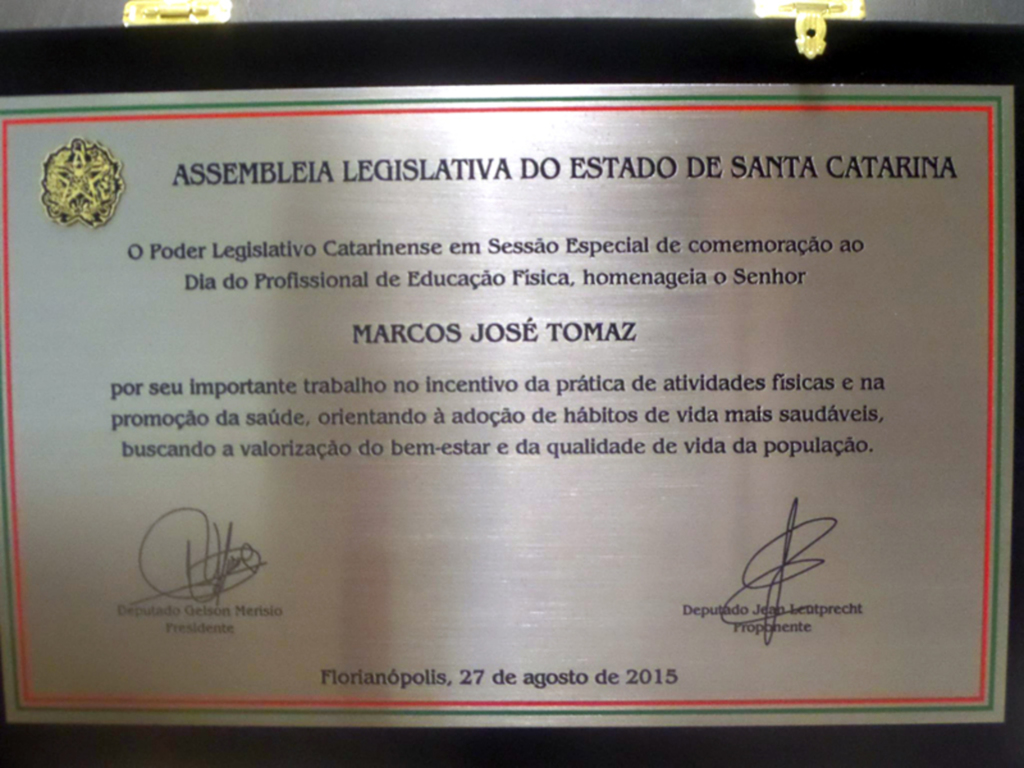 ASSEMBLEIA LEGISLATIVA DO ESTADO DE SANTA CATARINA
O Poder Legislativo Catarinense em Sessão Especial de comemoração ao
Dia do Profissional de Educação Física, homenageia o Senhor
MARCOS JOSÉ TOMAZ
por seu importante trabalho no incentivo da prática de atividades físicas e na
promoção da saúde, orientando à adoção de hábitos de vida mais saudáveis,
buscando a valorização do bem-estar e da qualidade de vida da população.
Deputado Gelson Merisio
Presidente
Deputado Jean Leutprecht
Proponente
Florianópolis, 27 de agosto de 2015